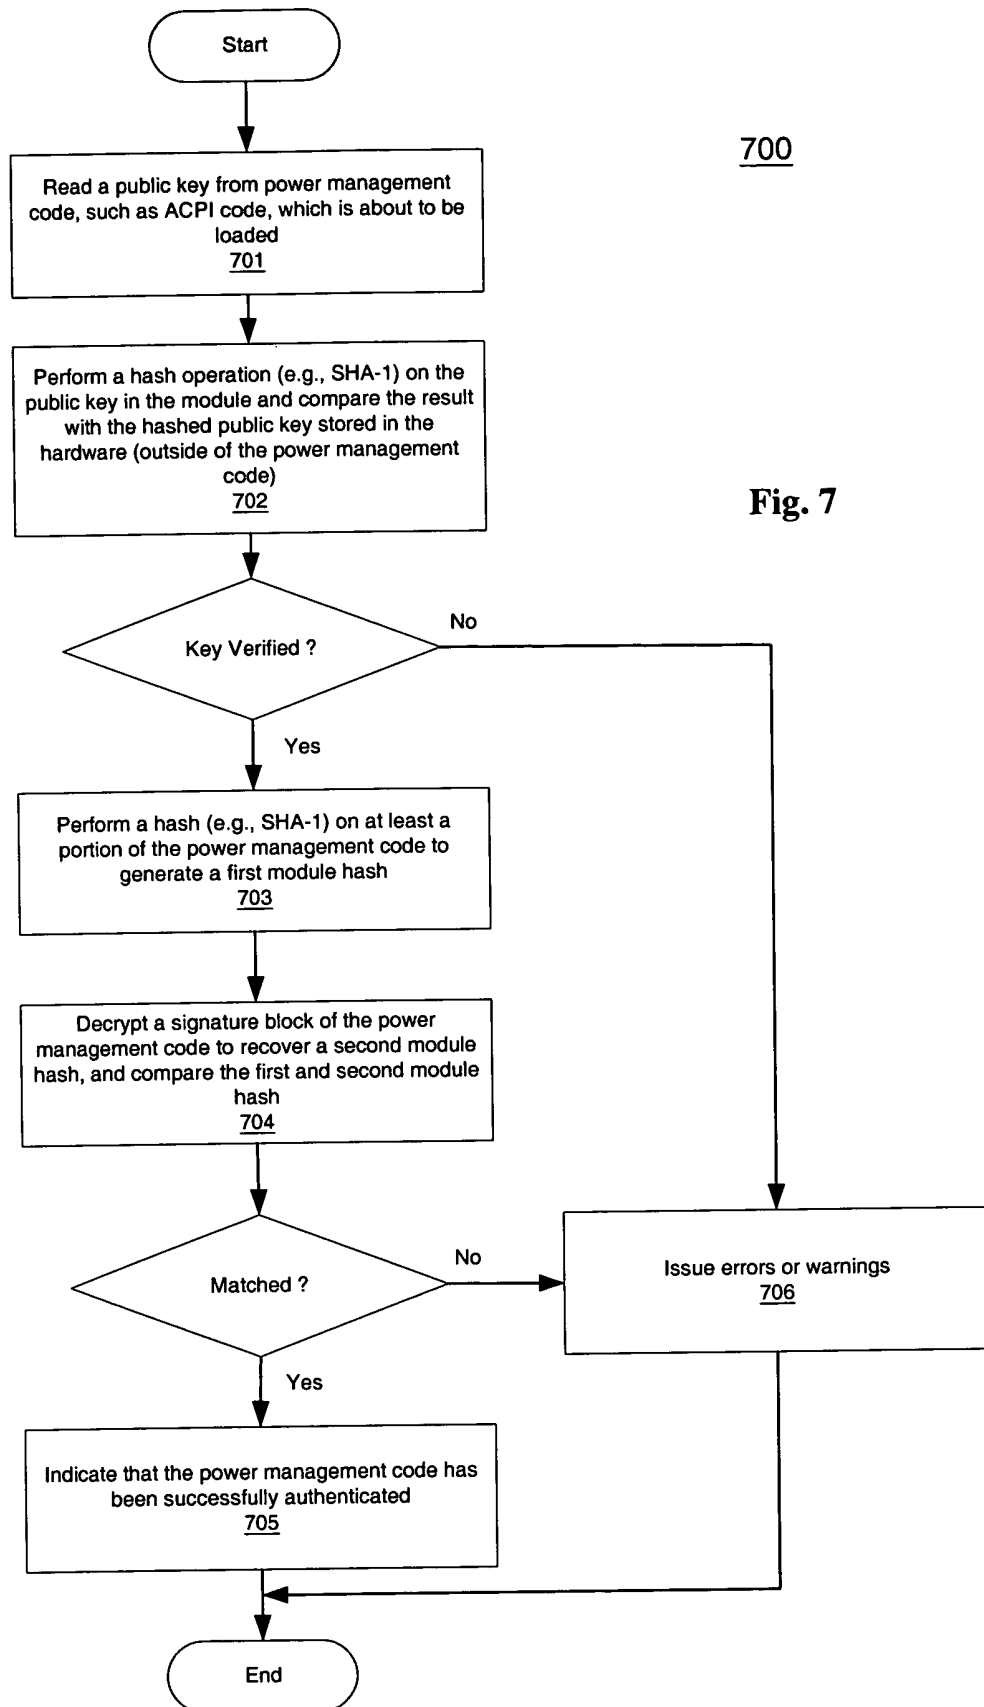 Start
700
Read a public key from power management
code, such as ACPI code, which is about to be
loaded
701
Perform a hash operation (e.g., SHA-1) on the
public key in the module and compare the result
with the hashed public key stored in the
hardware (outside of the power management
code)
702
Fig. 7
Key Verified ?
No
Yes
Perform a hash (e.g., SHA-1) on at least a
portion of the power management code to
generate a first module hash
703
Decrypt a signature block of the power
management code to recover a second module
hash, and compare the first and second module
hash
704
Matched ?
No
Issue errors or warnings
706
Yes
Indicate that the power management code has
been successfully authenticated
705
End